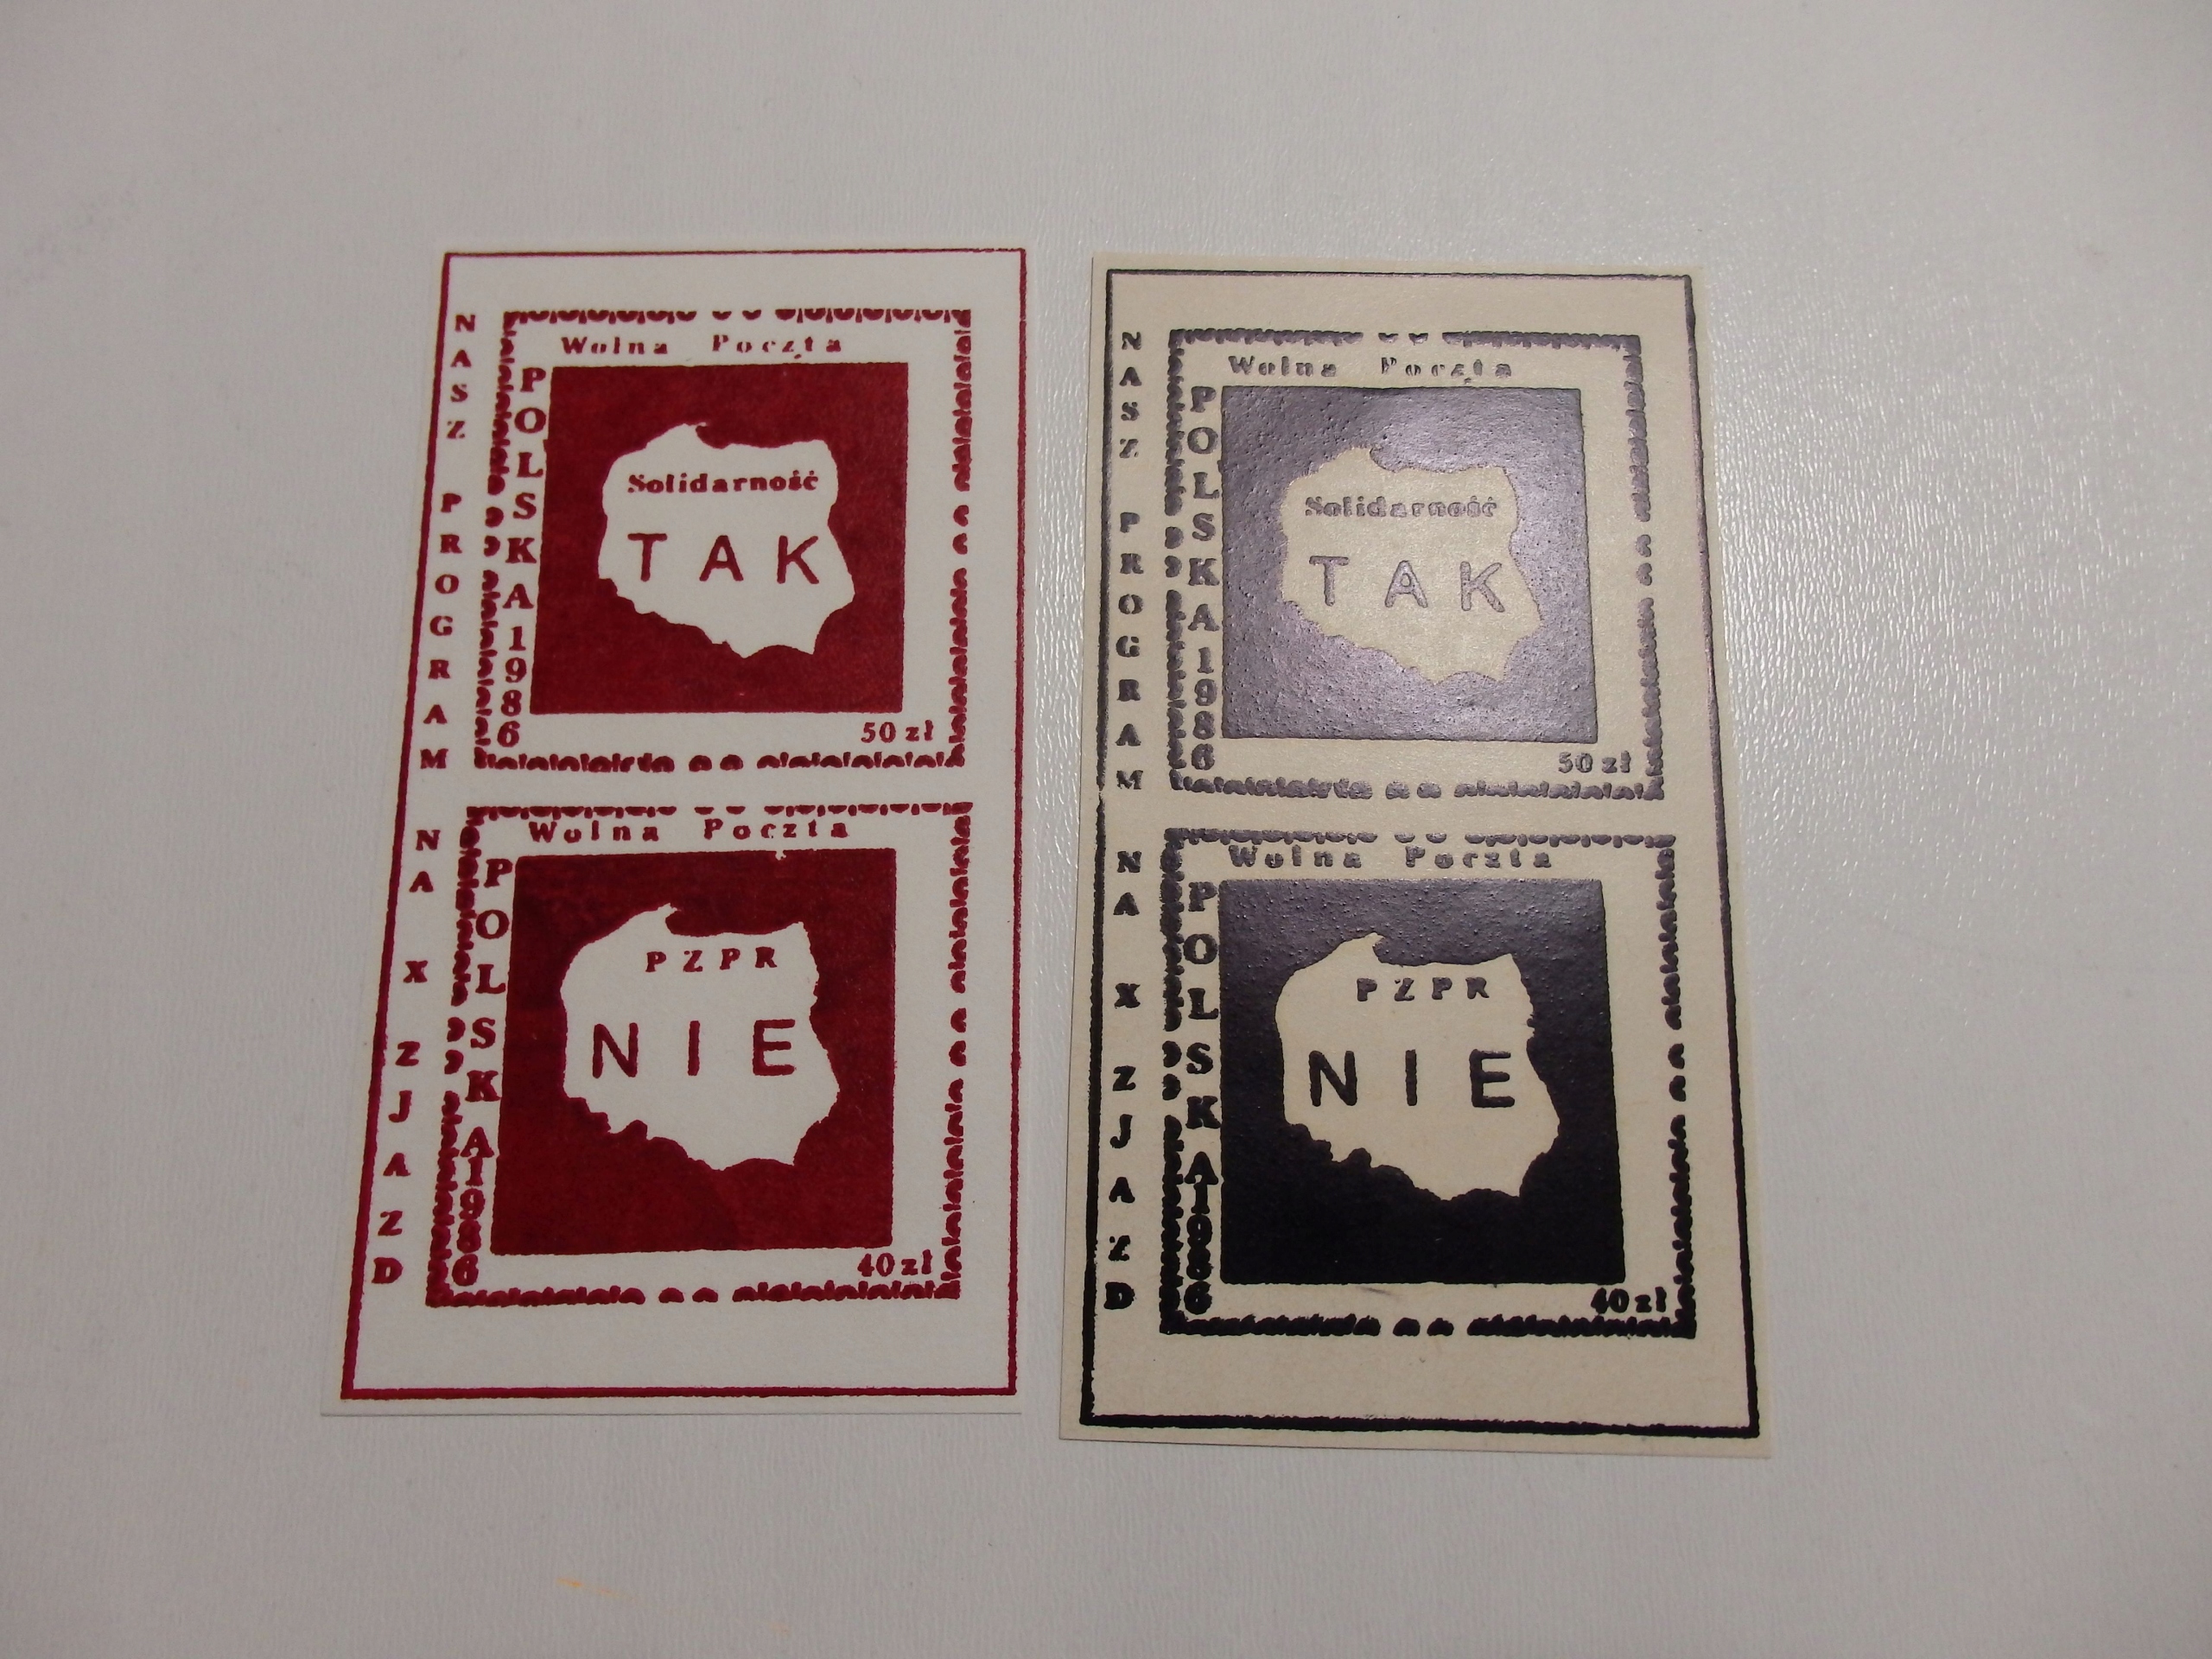 NASZ PROGRAM NA X ZJAZD
Wolna Poczta
POLSKA 1986
Solidarność
TAK
50 zł
Wolna Poczta
POLSKA 1986
PZPR
NIE
40 zł
NASZ PROGRAM NA X ZJAZD
Wolna Poczta
POLSKA 1986
Solidarność
TAK
50 zł
Wolna Poczta
POLSKA 1986
PZPR
NIE
40 zł